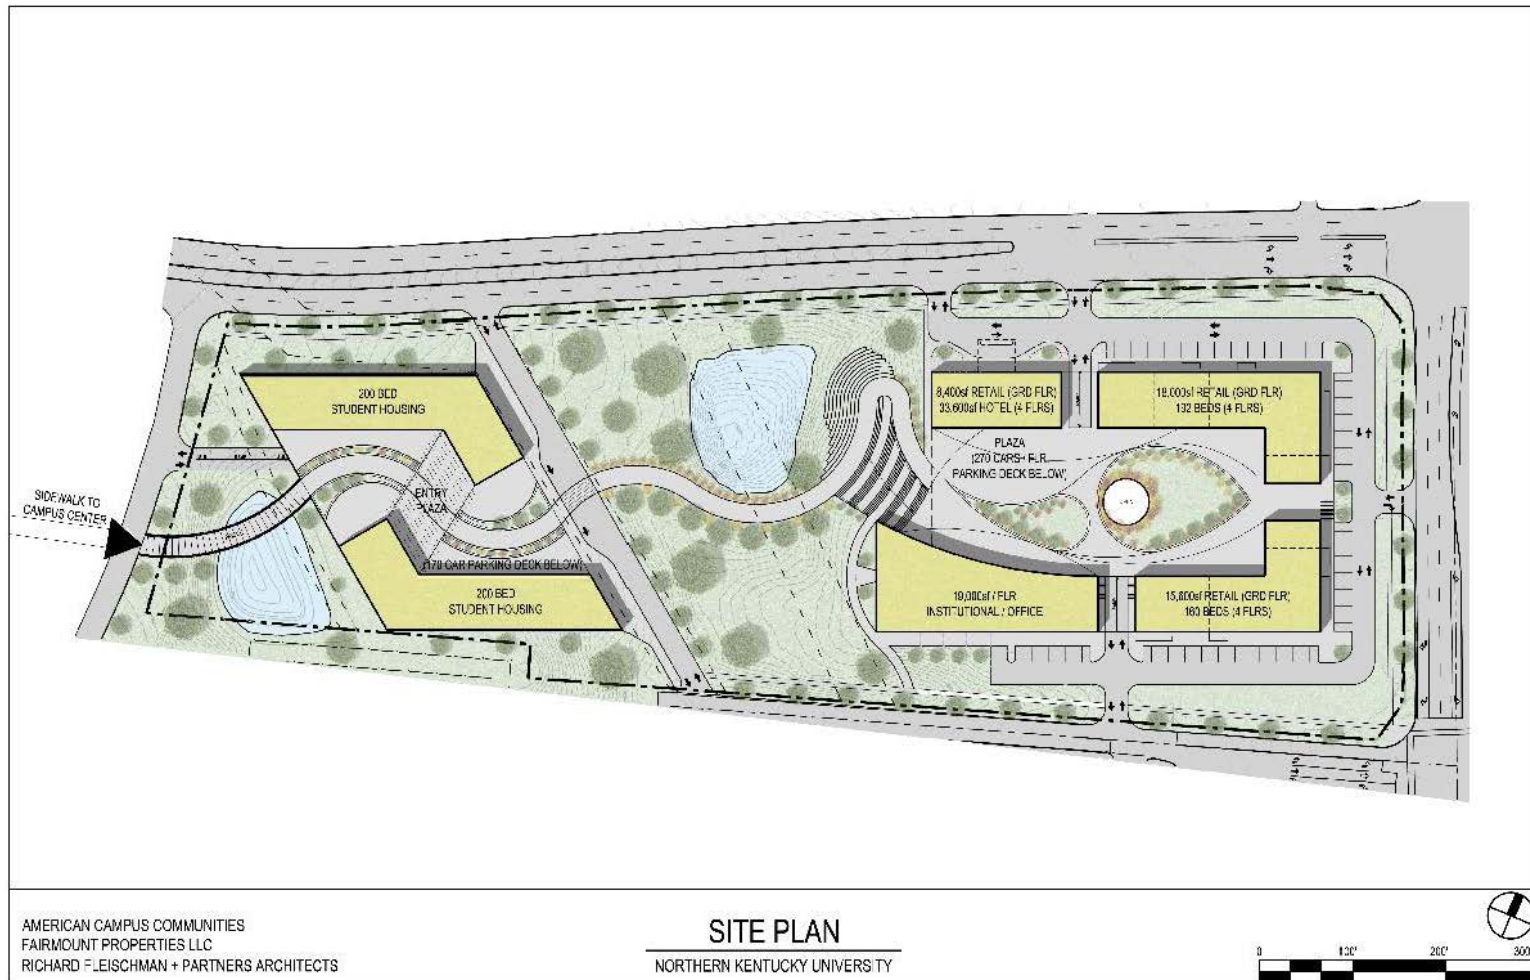 200 BED
STUDENT HOUSING
8,400sf RETAIL (GRD FLR)
33,600sf HOTEL (4 FLRS)
18,000sf RETAIL (GRD FLR)
192 BEDS (4 FLRS)
PLAZA
(270 CARS+ FLR
PARKING DECK BELOW)
SIDEWALK TO
CAMPUS CENTER
ENTRY
PLAZA
(170 CAR PARKING DECK BELOW)
200 BED
STUDENT HOUSING
19,000sf / FLR
INSTITUTIONAL / OFFICE
15,600sf RETAIL (GRD FLR)
160 BEDS (4 FLRS)
AMERICAN CAMPUS COMMUNITIES
FAIRMOUNT PROPERTIES LLC
RICHARD FLEISCHMAN + PARTNERS ARCHITECTS
SITE PLAN
NORTHERN KENTUCKY UNIVERSITY
0 100' 200' 300'